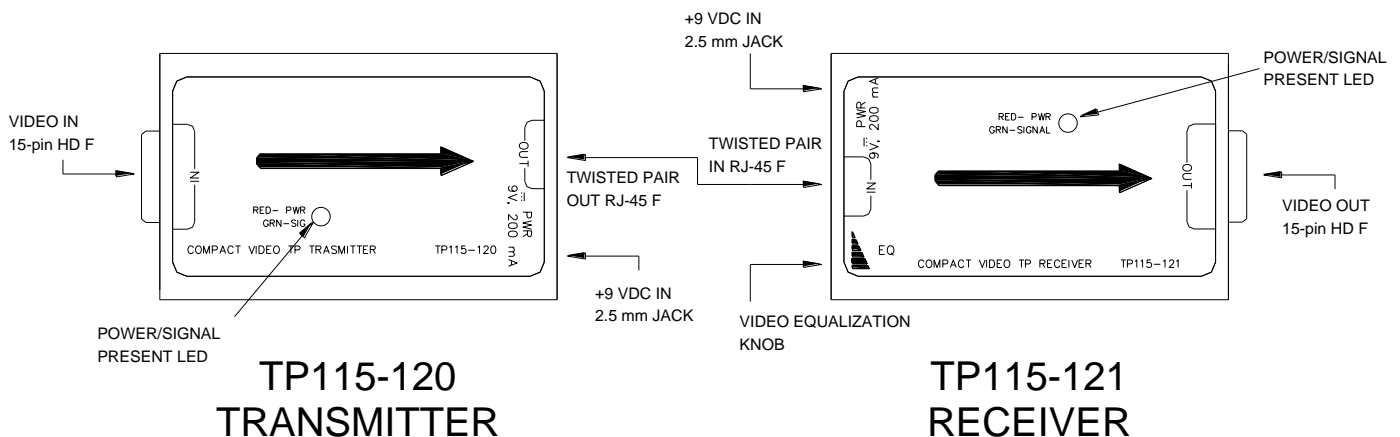 +9 VDC IN
2.5 mm JACK
POWER/SIGNAL
PRESENT LED
VIDEO IN
15-pin HD F
IN
OUT
PWR
9V, 200 mA
RED- PWR
GRN-SIG
COMPACT VIDEO TP TRASMITTER
TP115-120
TWISTED PAIR
OUT RJ-45 F
TWISTED PAIR
IN RJ-45 F
+9 VDC IN
2.5 mm JACK
POWER/SIGNAL
PRESENT LED
PWR
9V, 200 mA
RED- PWR
GRN-SIGNAL
IN
OUT
EQ
COMPACT VIDEO TP RECEIVER
TP115-121
VIDEO OUT
15-pin HD F
VIDEO EQUALIZATION
KNOB
TP115-120
TRANSMITTER
TP115-121
RECEIVER